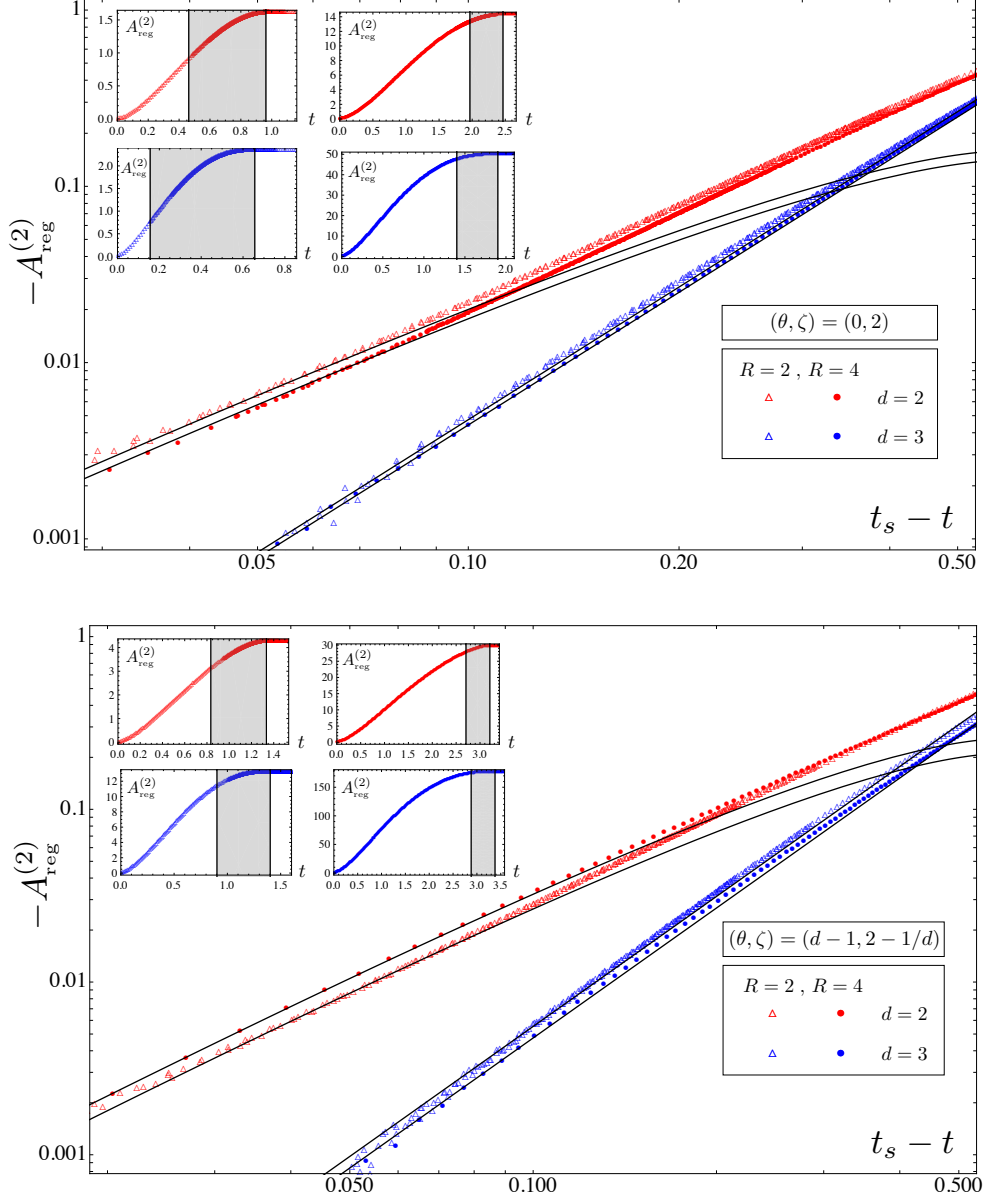 1
0.1
0.01
0.001
−A_reg^(2)
0.05
0.10
0.20
0.50
t_s − t
A_reg^(2)
1.5
1.0
0.5
0.0
0.0 0.2 0.4 0.6 0.8 1.0
t
A_reg^(2)
14
12
10
8
6
4
2
0
0.0 0.5 1.0 1.5 2.0 2.5
t
A_reg^(2)
2.0
1.5
1.0
0.5
0.0
0.0 0.2 0.4 0.6 0.8
t
A_reg^(2)
50
40
30
20
10
0
0.0 0.5 1.0 1.5 2.0
t
(θ, ζ) = (0, 2)
R = 2 , R = 4
d = 2
d = 3
1
0.1
0.01
0.001
−A_reg^(2)
0.050
0.100
0.500
t_s − t
A_reg^(2)
4
3
2
1
0
0.0 0.2 0.4 0.6 0.8 1.0 1.2 1.4
t
A_reg^(2)
30
25
20
15
10
5
0
0.0 0.5 1.0 1.5 2.0 2.5 3.0
t
A_reg^(2)
12
10
8
6
4
2
0
0.0 0.5 1.0 1.5
t
A_reg^(2)
150
100
50
0
0.0 0.5 1.0 1.5 2.0 2.5 3.0 3.5
t
(θ, ζ) = (d − 1, 2 − 1/d)
R = 2 , R = 4
d = 2
d = 3